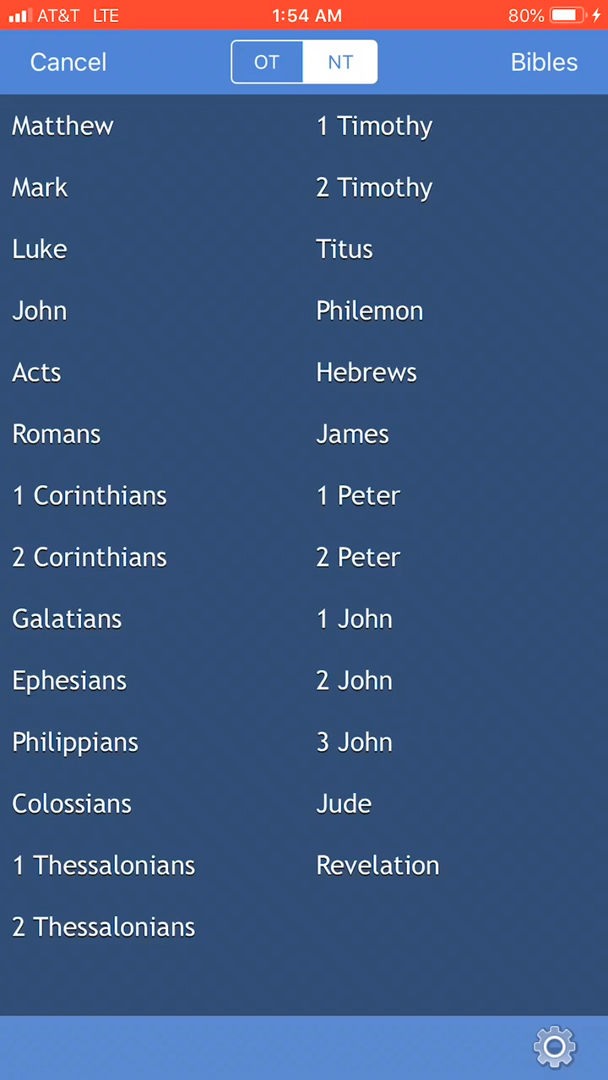 AT&T LTE 1:54 AM 80%
Cancel OT NT Bibles
Matthew
Mark
Luke
John
Acts
Romans
1 Corinthians
2 Corinthians
Galatians
Ephesians
Philippians
Colossians
1 Thessalonians
2 Thessalonians
1 Timothy
2 Timothy
Titus
Philemon
Hebrews
James
1 Peter
2 Peter
1 John
2 John
3 John
Jude
Revelation